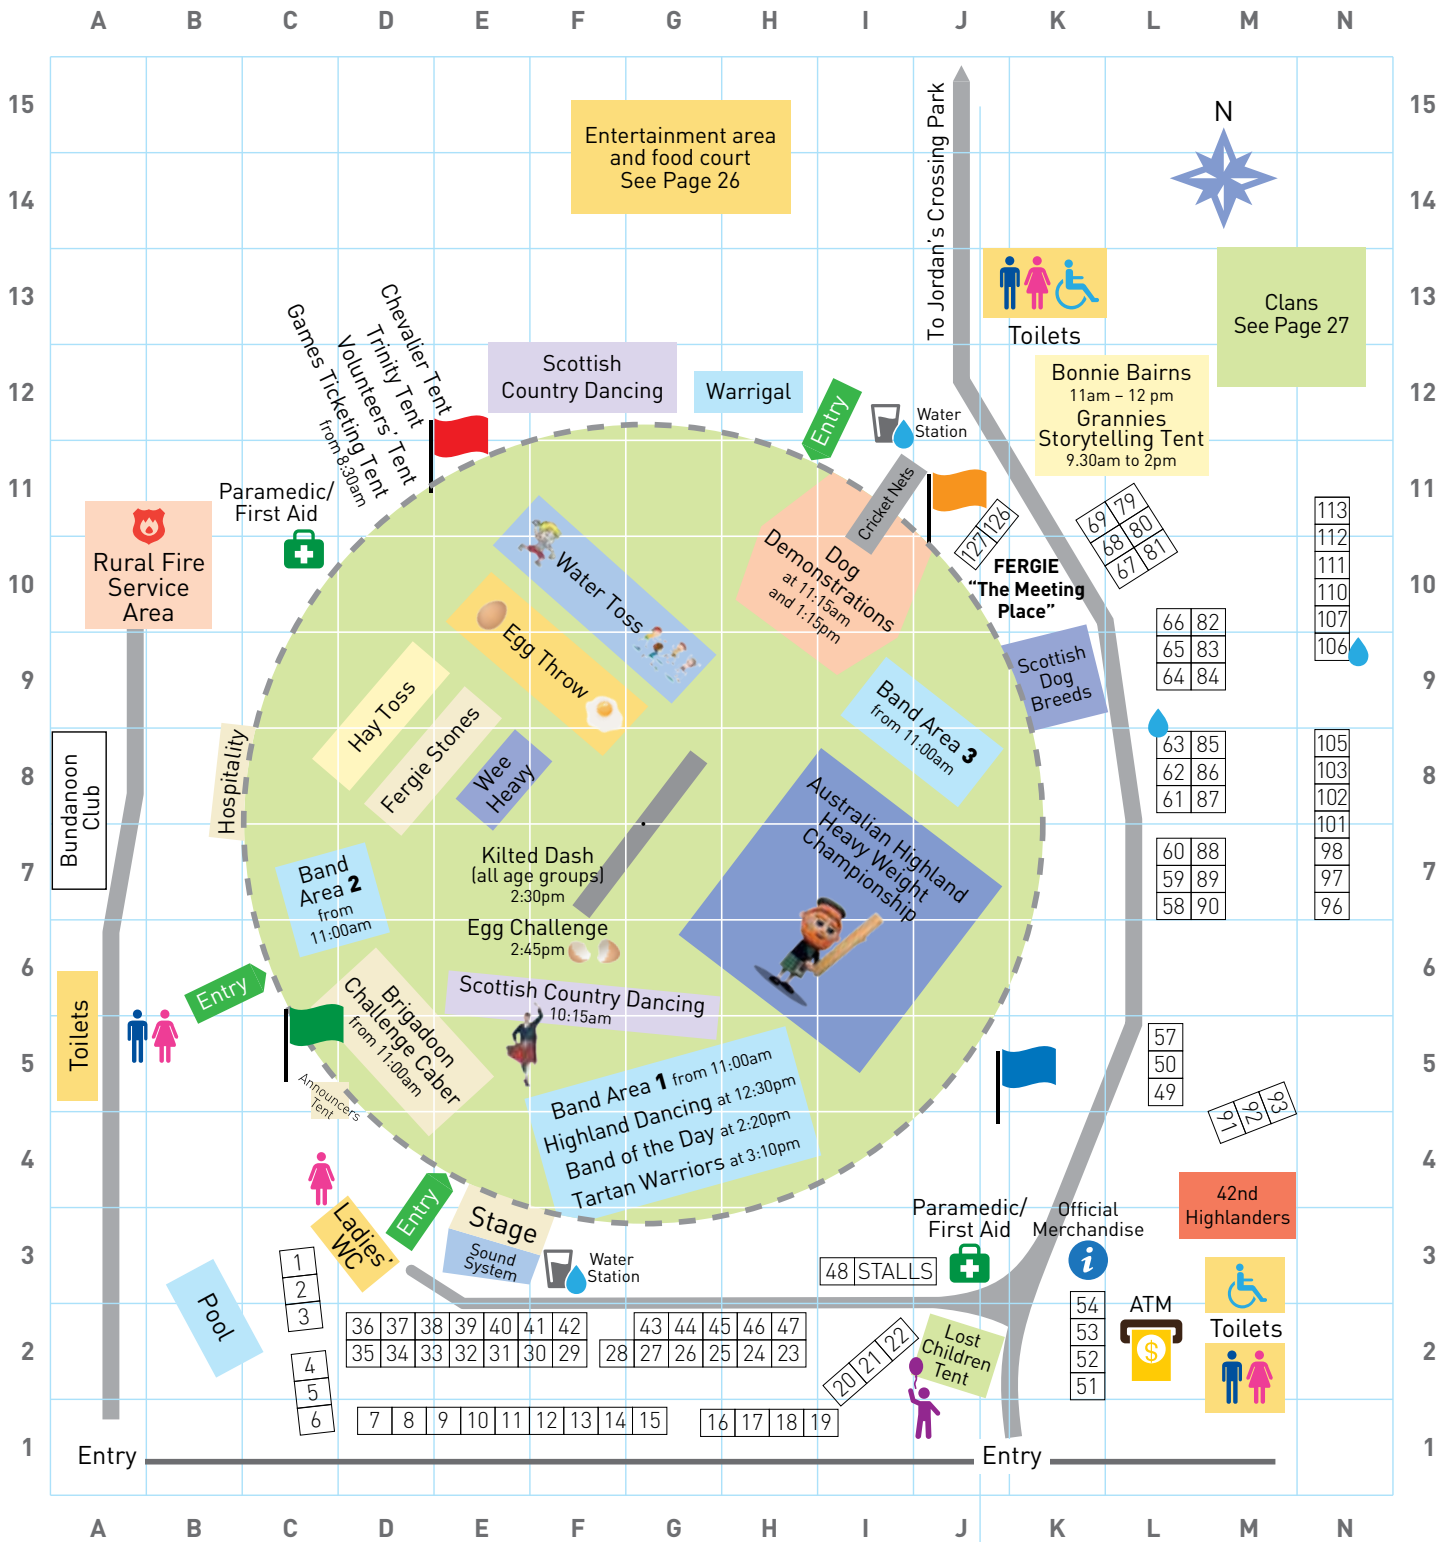 A B C D E F G H I J K L M N
15 15
14 14
13 13
12 12
11 11
10 10
9 9
8 8
7 7
6 6
5 5
4 4
3 3
2 2
1 1
Entertainment area
and food court
See Page 26
To Jordan's Crossing Park
N
Toilets
Clans
See Page 27
Chevalier Tent
Trinity Tent
Volunteers' Tent
Games Ticketing Tent
from 8:30am
Scottish
Country Dancing
Warrigal
Entry
Water
Station
Bonnie Bairns
11am – 12 pm
Grannies
Storytelling Tent
9.30am to 2pm
Paramedic/
First Aid
Rural Fire
Service
Area
Cricket Nets
Dog
Demonstrations
at 11:15am
and 1:15pm
127 126
FERGIE
“The Meeting
Place”
69 79
68 80
67 81
113
112
111
110
107
106
Water Toss
Egg Throw
66 82
65 83
64 84
Scottish
Dog
Breeds
Hay Toss
Fergie Stones
Wee
Heavy
Band Area 3
from 11:00am
Hospitality
Bundanoon
Club
63 85
62 86
61 87
105
103
102
101
98
97
96
Australian Highland
Heavy Weight
Championship
Kilted Dash
(all age groups)
2:30pm
Band
Area 2
from
11:00am
60 88
59 89
58 90
Egg Challenge
2:45pm
Entry
Toilets
Scottish Country Dancing
10:15am
Brigadoon
Challenge Caber
from 11:00am
Announcers
Tent
57
50
49
91 92 93
Band Area 1 from 11:00am
Highland Dancing at 12:30pm
Band of the Day at 2:20pm
Tartan Warriors at 3:10pm
Ladies'
WC
Entry
Stage
Sound
System
Water
Station
Paramedic/
First Aid
Official
Merchandise
i
42nd
Highlanders
48 STALLS
1
2
3
4
5
6
Pool
36 37 38 39 40 41 42
35 34 33 32 31 30 29
43 44 45 46 47
28 27 26 25 24 23
20 21 22
Lost
Children
Tent
54
53
52
51
ATM
$
Toilets
7 8 9 10 11 12 13 14 15
16 17 18 19
Entry
Entry
A B C D E F G H I J K L M N